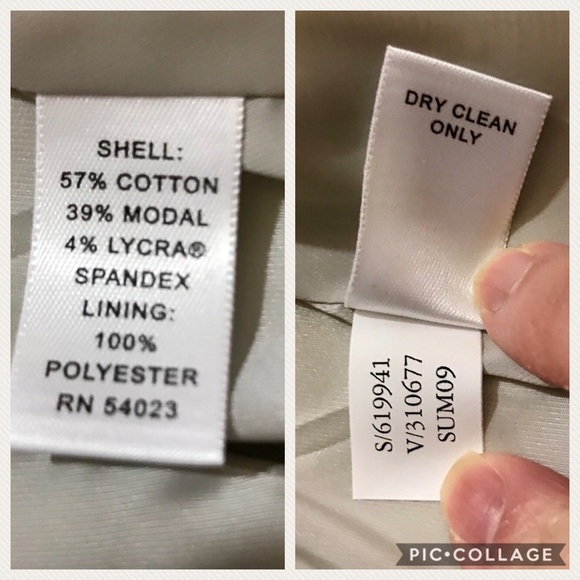 SHELL:
57% COTTON
39% MODAL
4% LYCRA®
SPANDEX
LINING:
100%
POLYESTER
RN 54023
DRY CLEAN
ONLY
S/619941
V/310677
SUM09
PIC•COLLAGE